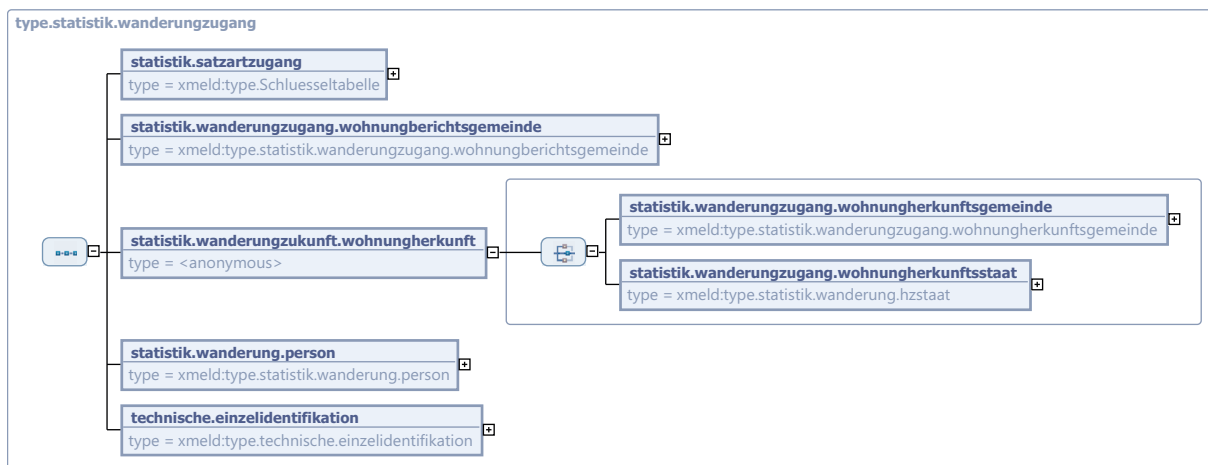 type.statistik.wanderungzugang
statistik.satzartzugang
type = xmeld:type.Schluesseltabelle
statistik.wanderungzugang.wohnungberichtsgemeinde
type = xmeld:type.statistik.wanderungzugang.wohnungberichtsgemeinde
statistik.wanderungzukunft.wohnungherkunft
type = <anonymous>
statistik.wanderungzugang.wohnungherkunftsgemeinde
type = xmeld:type.statistik.wanderungzugang.wohnungherkunftsgemeinde
statistik.wanderungzugang.wohnungherkunftsstaat
type = xmeld:type.statistik.wanderung.hzstaat
statistik.wanderung.person
type = xmeld:type.statistik.wanderung.person
technische.einzelidentifikation
type = xmeld:type.technische.einzelidentifikation